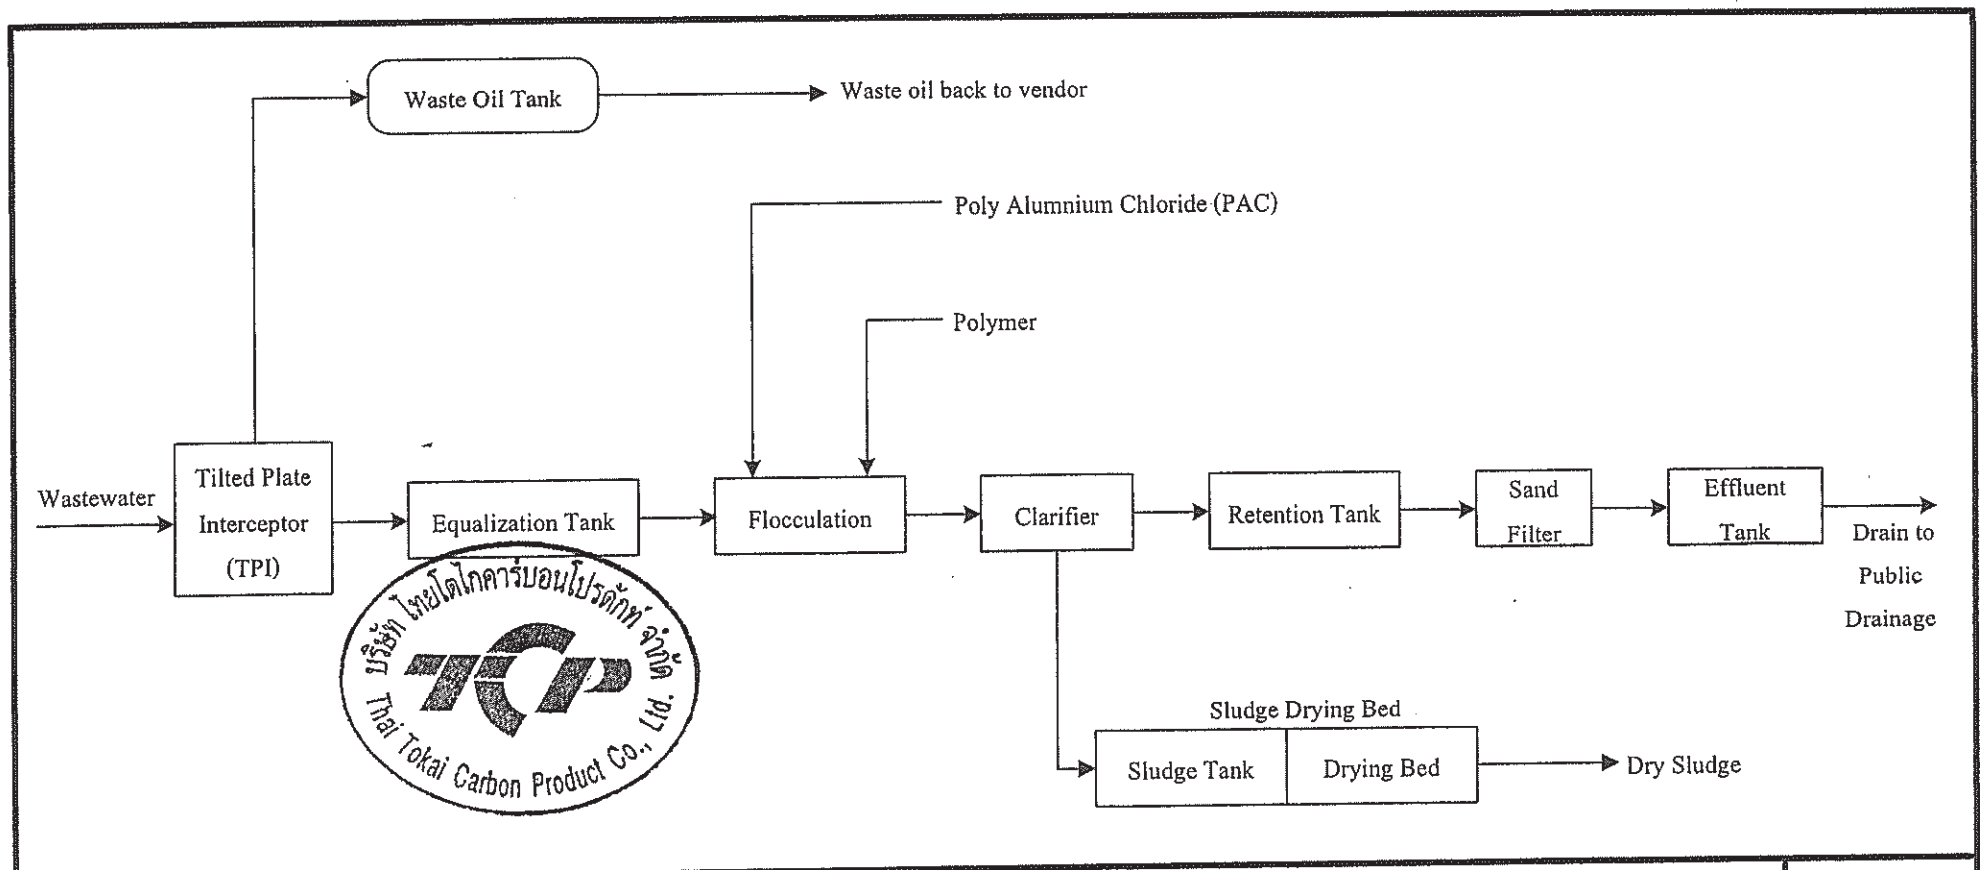 Waste Oil Tank
Waste oil back to vendor
Poly Alumnium Chloride (PAC)
Polymer
Wastewater
Tilted Plate
Interceptor
(TPI)
Equalization Tank
Flocculation
Clarifier
Retention Tank
Sand
Filter
Effluent
Tank
Drain to
Public
Drainage
บริษัท ไทยโตไกคาร์บอนโปรดักท์ จำกัด
TCP
Thai Tokai Carbon Product Co., Ltd.
Sludge Drying Bed
Sludge Tank
Drying Bed
Dry Sludge